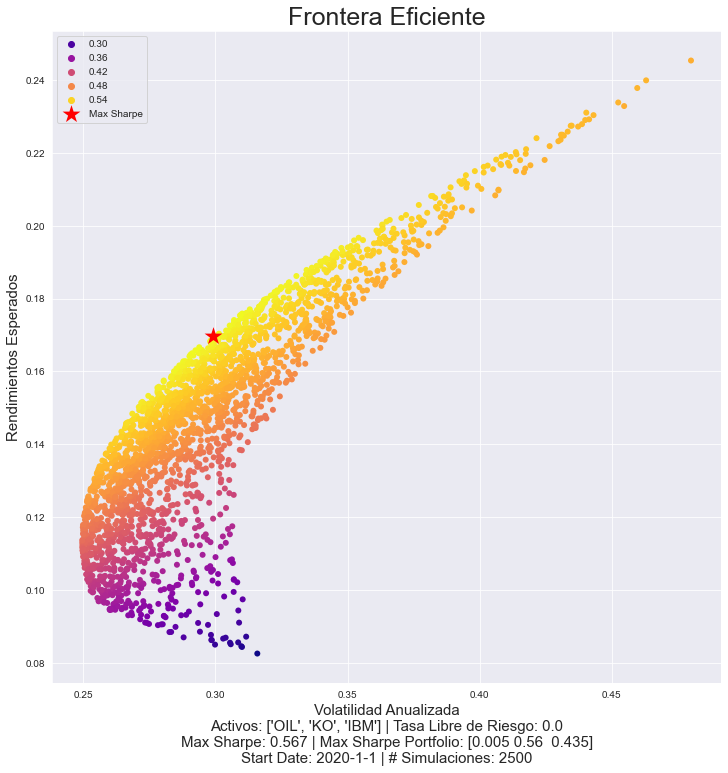 Frontera Eficiente
0.30
0.36
0.42
0.48
0.54
Max Sharpe
Rendimientos Esperados
0.24
0.22
0.20
0.18
0.16
0.14
0.12
0.10
0.08
0.25 0.30 0.35 0.40 0.45
Volatilidad Anualizada
Activos: ['OIL', 'KO', 'IBM'] | Tasa Libre de Riesgo: 0.0
Max Sharpe: 0.567 | Max Sharpe Portfolio: [0.005 0.56  0.435]
Start Date: 2020-1-1 | # Simulaciones: 2500